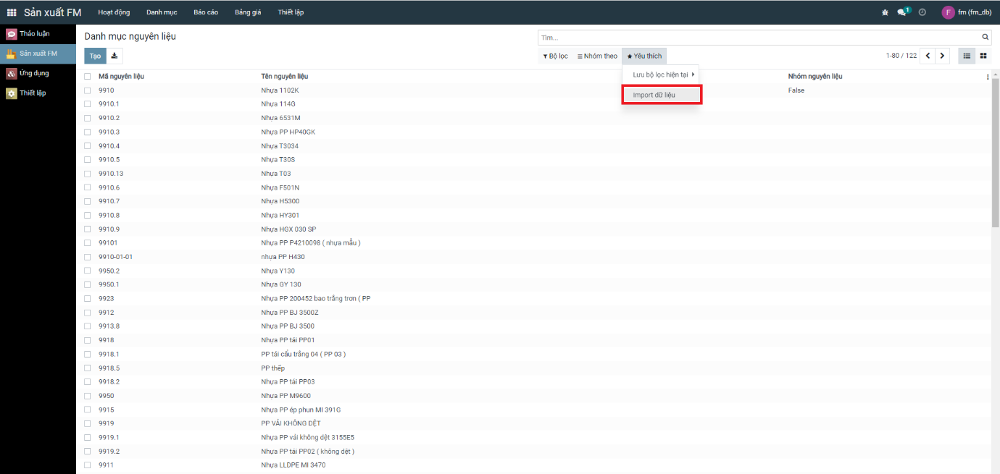 Sản xuất FM Hoạt động Danh mục Báo cáo Bảng giá Thiết lập 1 F fm (fm_db)
Thảo luận
Sản xuất FM
Ứng dụng
Thiết lập
Danh mục nguyên liệu Tìm...
Tạo Bộ lọc Nhóm theo Yêu thích 1-80 / 122
Lưu bộ lọc hiện tại
Import dữ liệu
Mã nguyên liệu Tên nguyên liệu Nhóm nguyên liệu
9910 Nhựa 1102K False
9910.1 Nhựa 114G
9910.2 Nhựa 6531M
9910.3 Nhựa PP HP40GK
9910.4 Nhựa T3034
9910.5 Nhựa T30S
9910.13 Nhựa T03
9910.6 Nhựa F501N
9910.7 Nhựa H5300
9910.8 Nhựa HY301
9910.9 Nhựa HGX 030 SP
99101 Nhựa PP P4210098 ( nhựa mẫu )
9910-01-01 nhựa PP H430
9950.2 Nhựa Y130
9950.1 Nhựa GY 130
9923 Nhựa PP 200452 bao trắng trơn ( PP
9912 Nhựa PP BJ 3500Z
9913.8 Nhựa PP BJ 3500
9918 Nhựa PP tái PP01
9918.1 PP tái cẩu trắng 04 ( PP 03 )
9918.5 PP thếp
9918.2 Nhựa PP tái PP03
9950 Nhựa PP M9600
9915 Nhựa PP ép phun MI 391G
9919 PP VẢI KHÔNG DỆT
9919.1 Nhựa PP vải không dệt 3155E5
9919.2 Nhựa PP tái PP02 ( không dệt )
9911 Nhựa LLDPE MI 3470